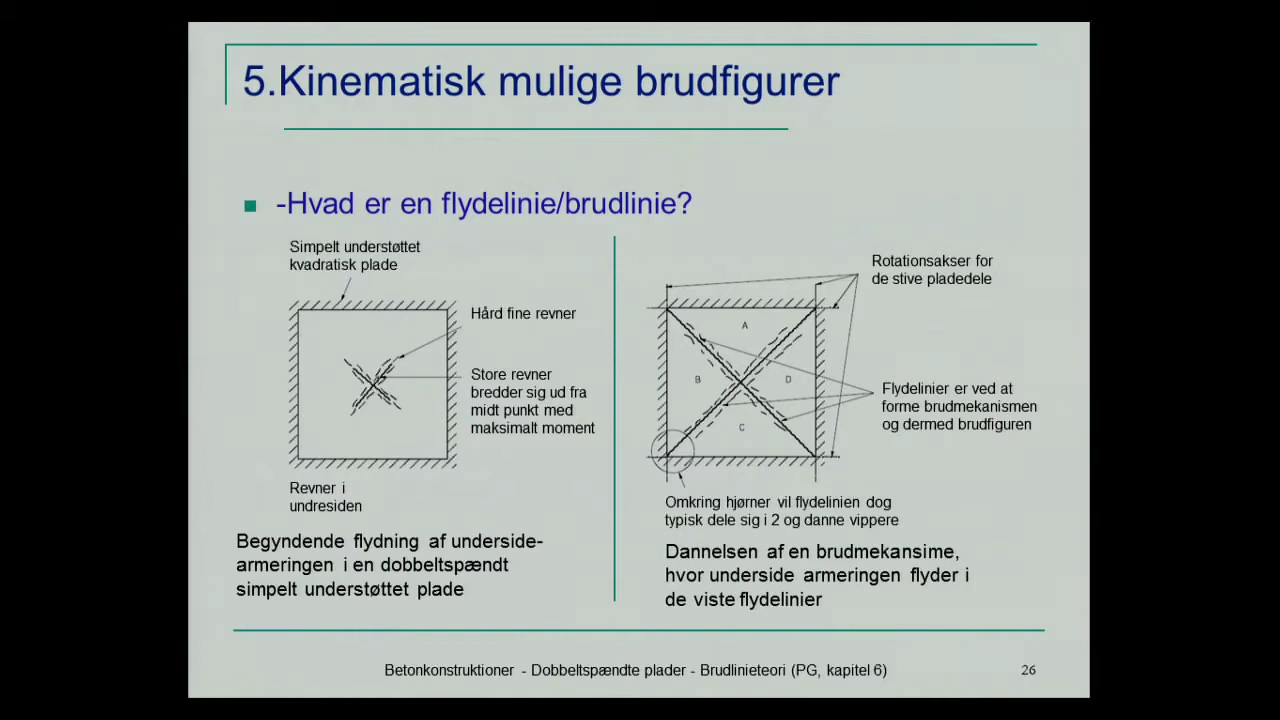 5.Kinematisk mulige brudfigurer
-Hvad er en flydelinie/brudlinie?
Simpelt understøttet
kvadratisk plade
Hård fine revner
Store revner
bredder sig ud fra
midt punkt med
maksimalt moment
Revner i
undresiden
Begyndende flydning af underside-
armeringen i en dobbeltspændt
simpelt understøttet plade
Rotationsakser for
de stive pladedele
A
B
D
C
Flydelinier er ved at
forme brudmekanismen
og dermed brudfiguren
Omkring hjørner vil flydelinien dog
typisk dele sig i 2 og danne vippere
Dannelsen af en brudmekansime,
hvor underside armeringen flyder i
de viste flydelinier
Betonkonstruktioner - Dobbeltspændte plader - Brudlinieteori (PG, kapitel 6)
26